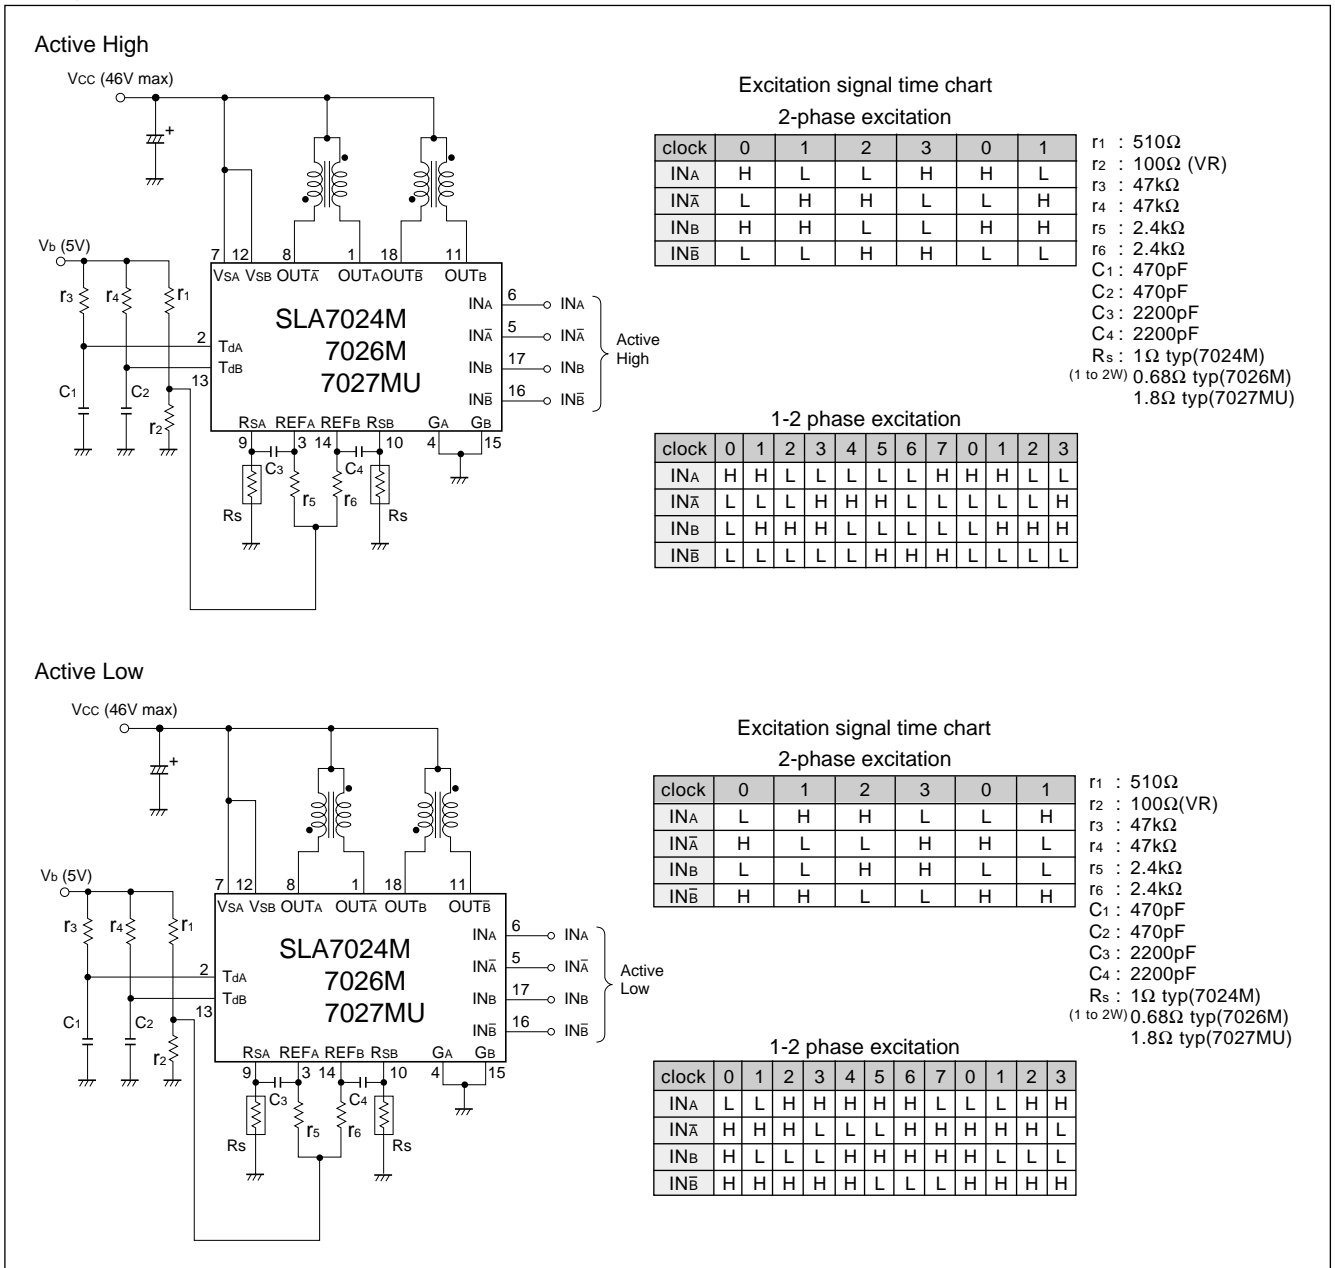 Active High
Vcc (46V max)
+
Vb (5V)
r3 r4 r1
C1 C2
r2
7 12 8 1 18 11
VSA VSB OUTA̅ OUTA OUTB̅ OUTB
2 TdA
TdB
13
SLA7024M
7026M
7027MU
INA 6 INA
INA̅ 5 INA̅
INB 17 INB
INB̅ 16 INB̅
Active
High
RSA REFA REFB RSB GA GB
9 3 14 10 4 15
C3 C4
r5 r6
Rs Rs
Excitation signal time chart
2-phase excitation
clock 0 1 2 3 0 1
INA H L L H H L
INA̅ L H H L L H
INB H H L L H H
INB̅ L L H H L L
r1 : 510Ω
r2 : 100Ω (VR)
r3 : 47kΩ
r4 : 47kΩ
r5 : 2.4kΩ
r6 : 2.4kΩ
C1 : 470pF
C2 : 470pF
C3 : 2200pF
C4 : 2200pF
Rs : 1Ω typ(7024M)
(1 to 2W) 0.68Ω typ(7026M)
1.8Ω typ(7027MU)
1-2 phase excitation
clock 0 1 2 3 4 5 6 7 0 1 2 3
INA H H L L L L L H H H L L
INA̅ L L L H H H L L L L L H
INB L H H H L L L L L H H H
INB̅ L L L L L H H H L L L L
Active Low
Vcc (46V max)
+
Vb (5V)
r3 r4 r1
C1 C2
r2
7 12 8 1 18 11
VSA VSB OUTA OUTA̅ OUTB OUTB̅
2 TdA
TdB
13
SLA7024M
7026M
7027MU
INA 6 INA
INA̅ 5 INA̅
INB 17 INB
INB̅ 16 INB̅
Active
Low
RSA REFA REFB RSB GA GB
9 3 14 10 4 15
C3 C4
r5 r6
Rs Rs
Excitation signal time chart
2-phase excitation
clock 0 1 2 3 0 1
INA L H H L L H
INA̅ H L L H H L
INB L L H H L L
INB̅ H H L L H H
r1 : 510Ω
r2 : 100Ω(VR)
r3 : 47kΩ
r4 : 47kΩ
r5 : 2.4kΩ
r6 : 2.4kΩ
C1 : 470pF
C2 : 470pF
C3 : 2200pF
C4 : 2200pF
Rs : 1Ω typ(7024M)
(1 to 2W) 0.68Ω typ(7026M)
1.8Ω typ(7027MU)
1-2 phase excitation
clock 0 1 2 3 4 5 6 7 0 1 2 3
INA L L H H H H H L L L H H
INA̅ H H H L L L H H H H H L
INB H L L L H H H H H L L L
INB̅ H H H H H L L L H H H H